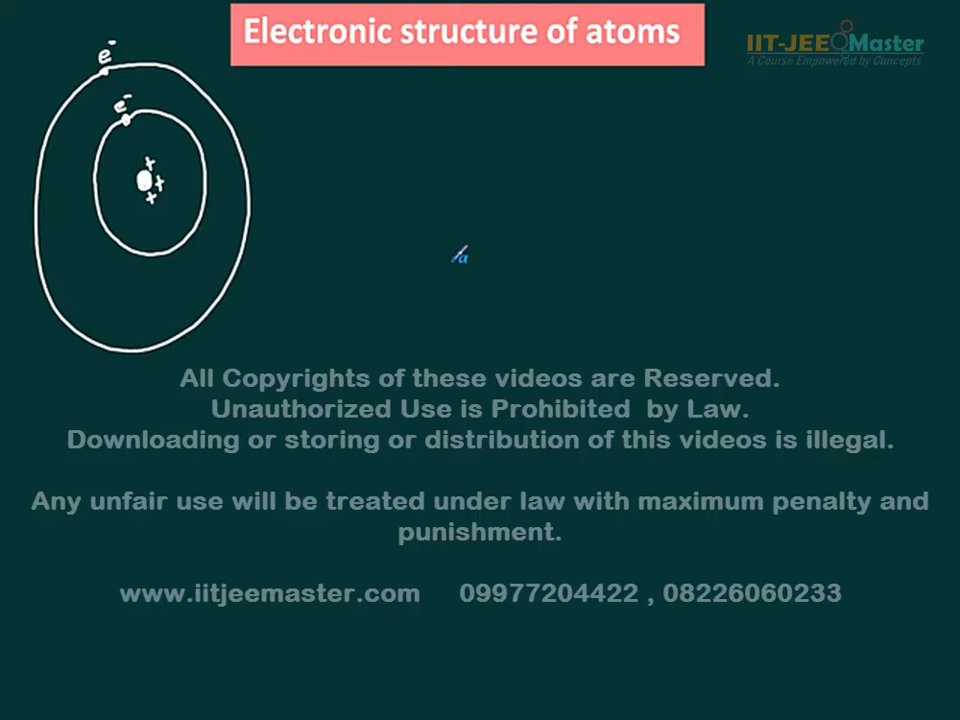 Electronic structure of atoms
IIT-JEE Master
A Course Empowered by Concepts
e⁻
e⁻
+
+
+
α
All Copyrights of these videos are Reserved.
Unauthorized Use is Prohibited by Law.
Downloading or storing or distribution of this videos is illegal.
Any unfair use will be treated under law with maximum penalty and
punishment.
www.iitjeemaster.com 09977204422 , 08226060233